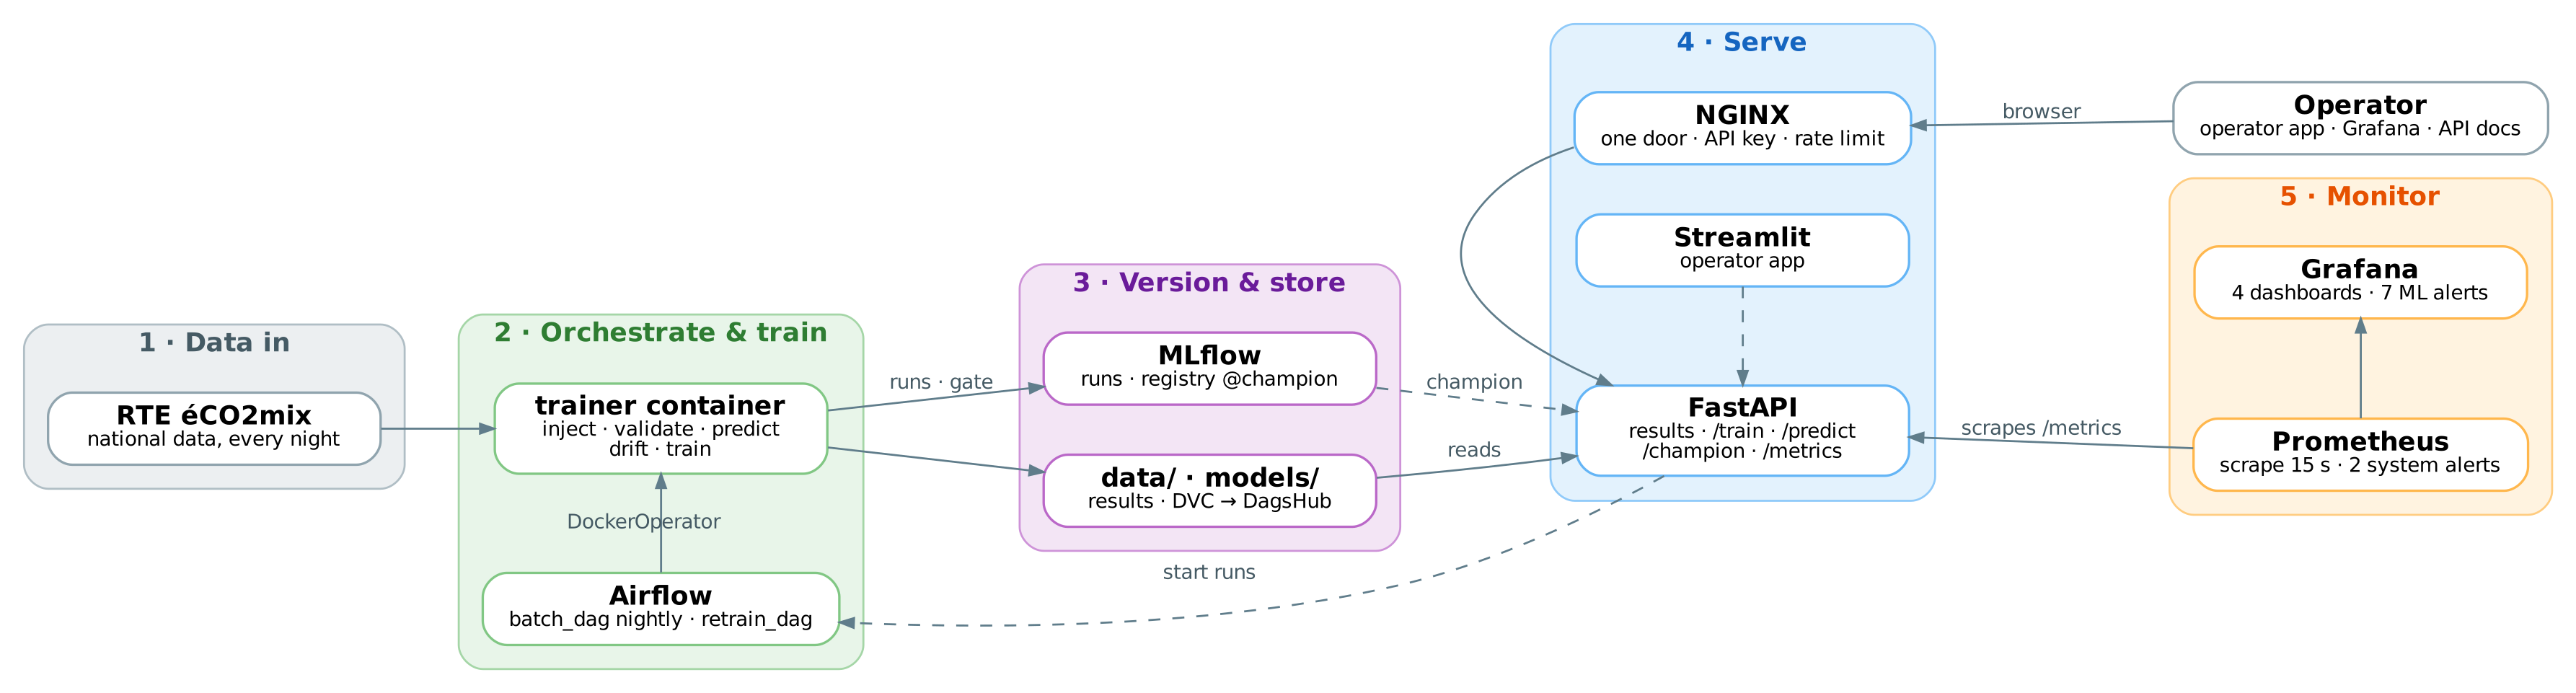 1 · Data in
RTE éCO2mix
national data, every night
2 · Orchestrate & train
trainer container
inject · validate · predict
drift · train
DockerOperator
Airflow
batch_dag nightly · retrain_dag
runs · gate
3 · Version & store
MLflow
runs · registry @champion
data/ · models/
results · DVC → DagsHub
champion
reads
start runs
4 · Serve
NGINX
one door · API key · rate limit
Streamlit
operator app
FastAPI
results · /train · /predict
/champion · /metrics
browser
scrapes /metrics
Operator
operator app · Grafana · API docs
5 · Monitor
Grafana
4 dashboards · 7 ML alerts
Prometheus
scrape 15 s · 2 system alerts